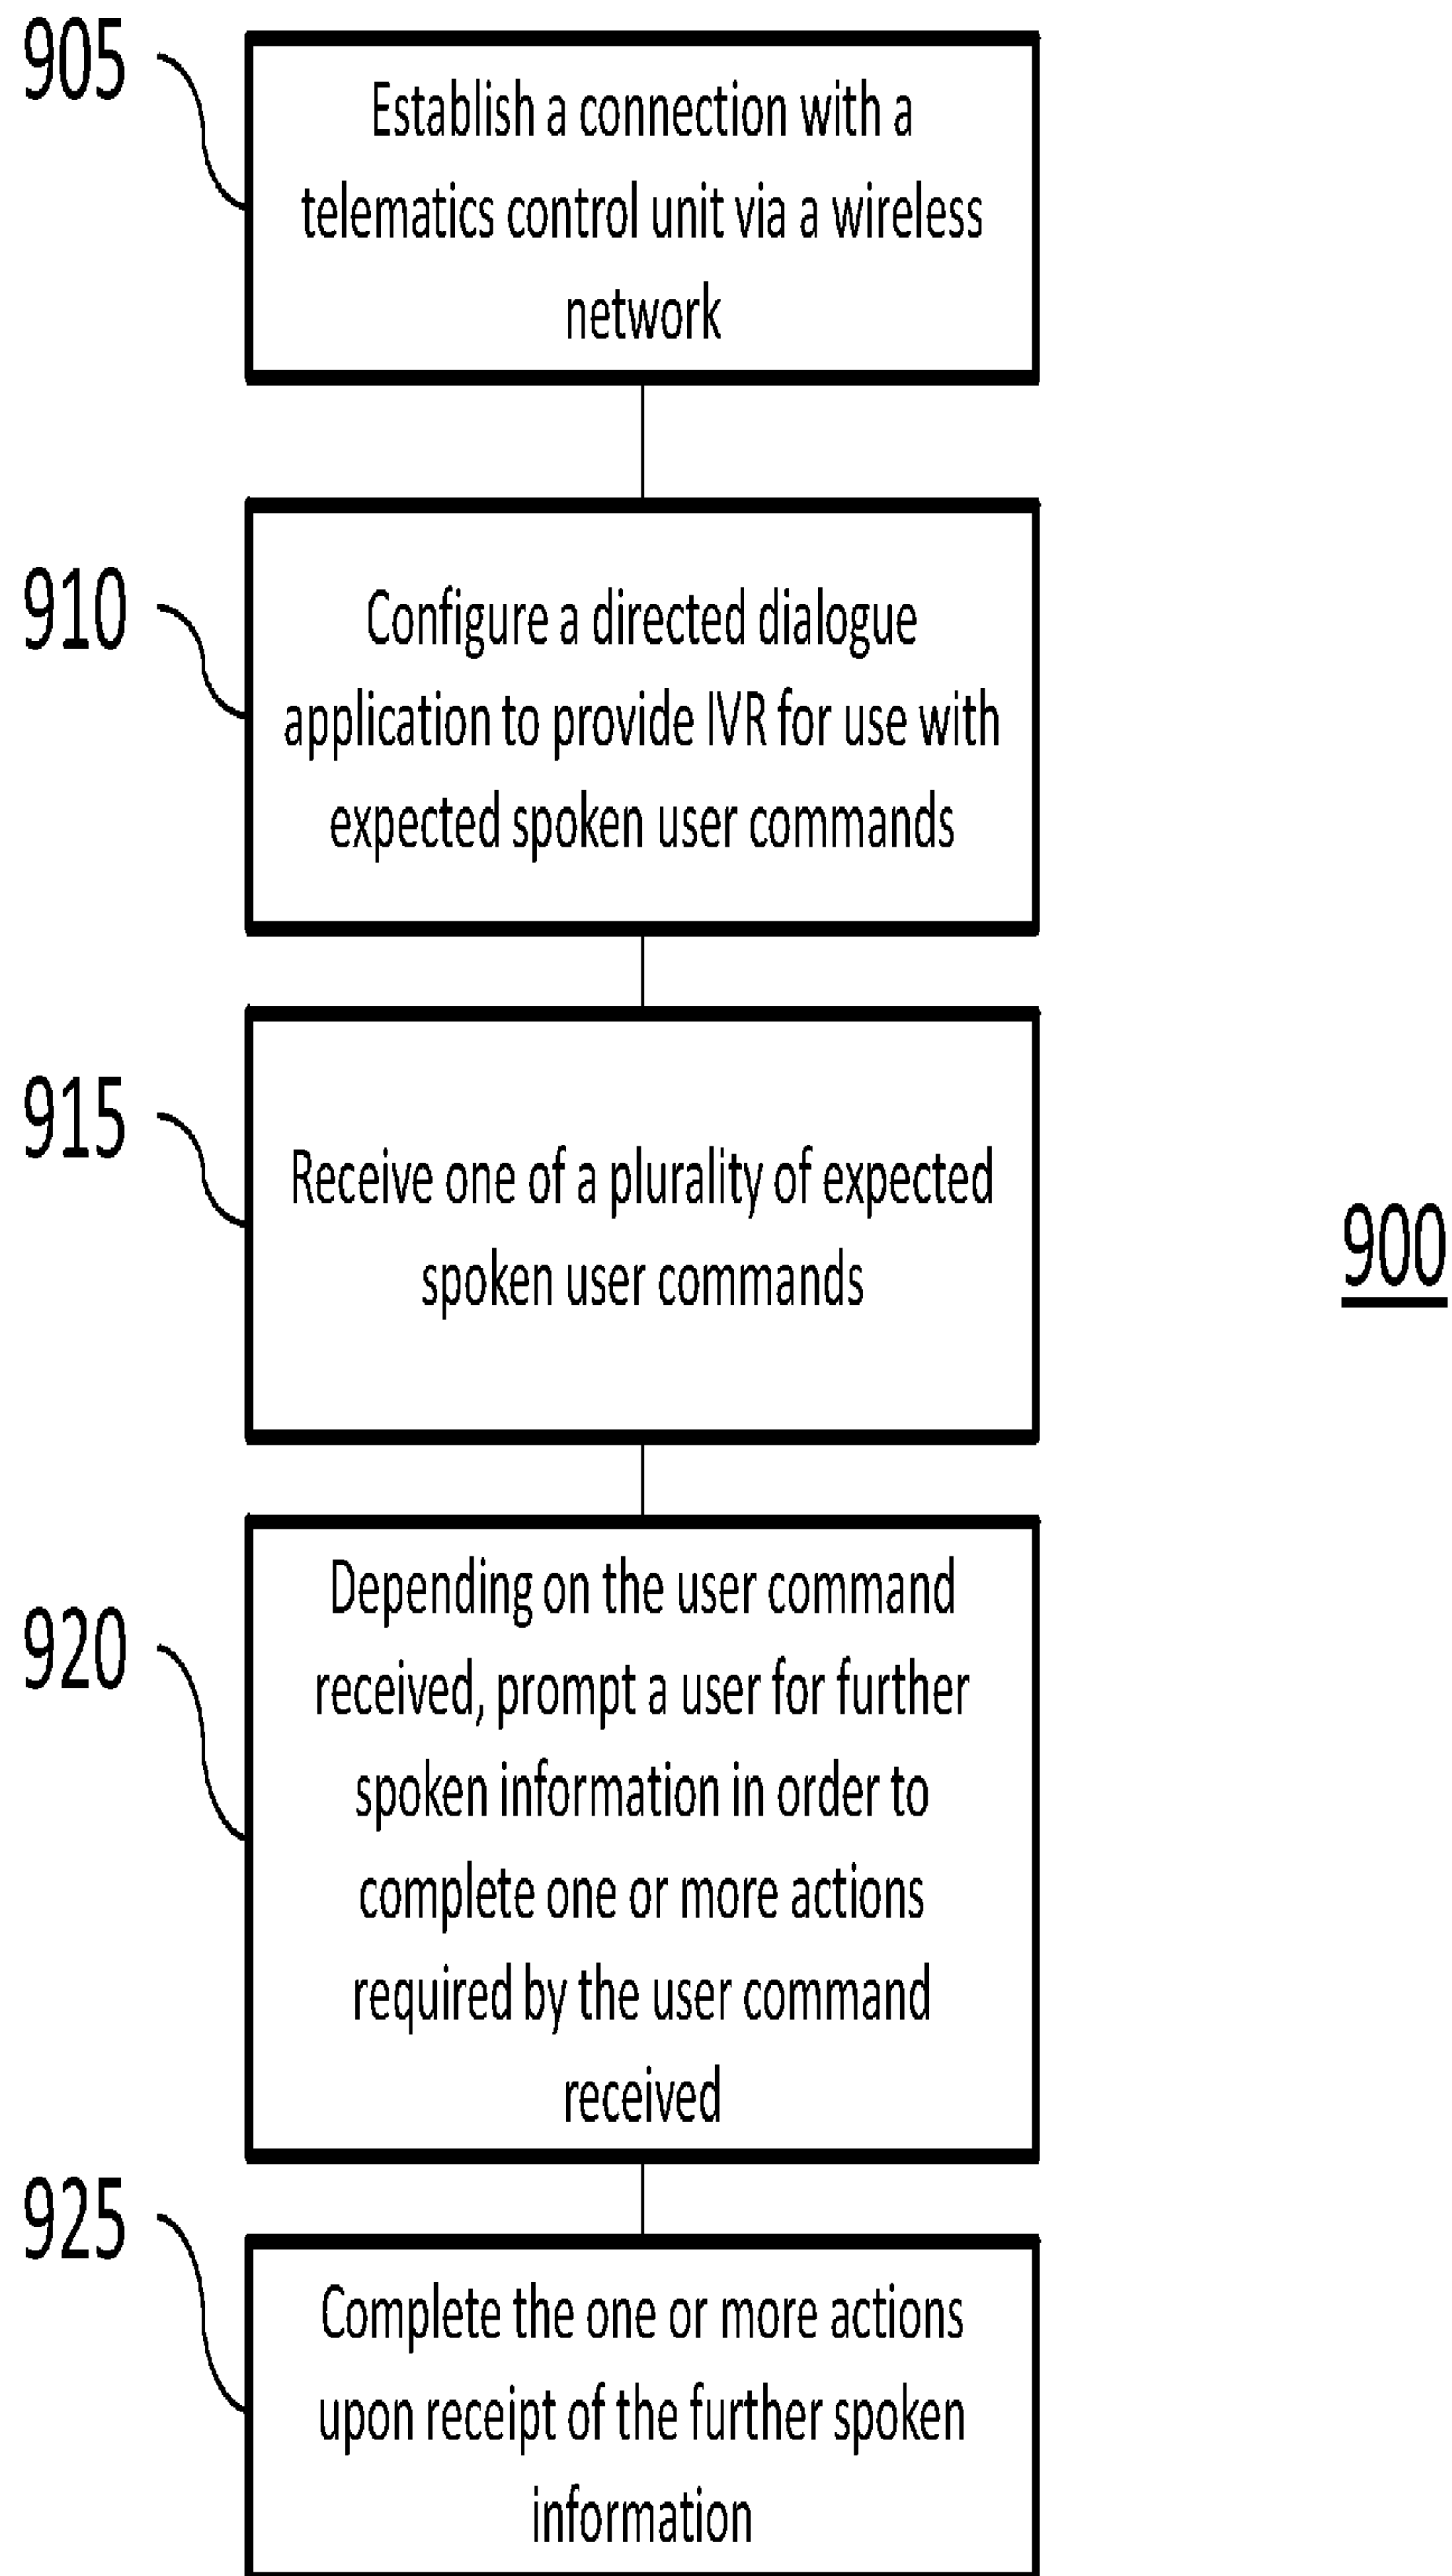 905
Establish a connection with a
telematics control unit via a wireless
network
910
Configure a directed dialogue
application to provide IVR for use with
expected spoken user commands
915
Receive one of a plurality of expected
spoken user commands
900
920
Depending on the user command
received, prompt a user for further
spoken information in order to
complete one or more actions
required by the user command
received
925
Complete the one or more actions
upon receipt of the further spoken
information